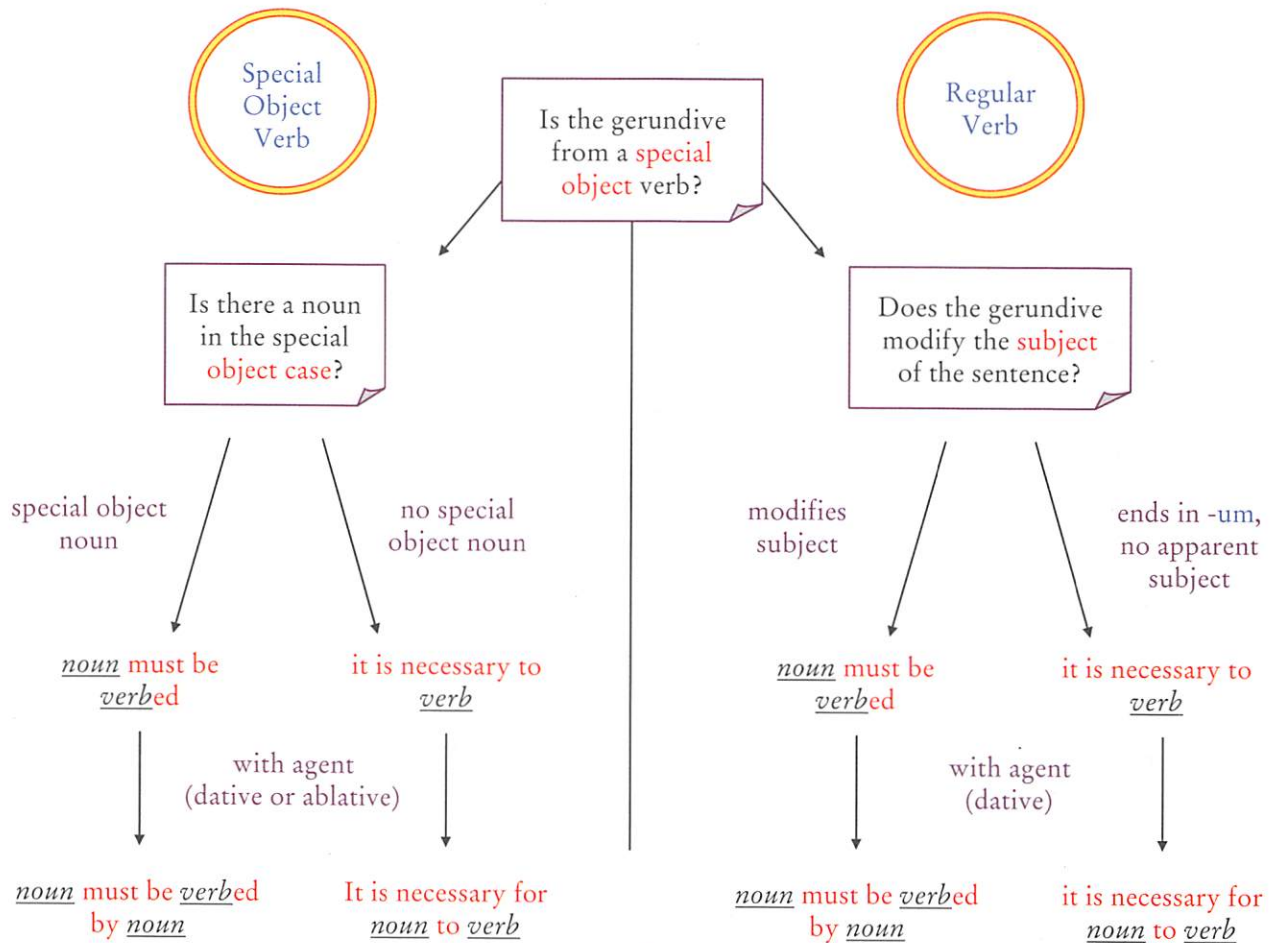 Special
Object
Verb
Is the gerundive
from a special
object verb?
Regular
Verb
Is there a noun
in the special
object case?
Does the gerundive
modify the subject
of the sentence?
special object
noun
no special
object noun
modifies
subject
ends in -um,
no apparent
subject
noun must be
verbed
it is necessary to
verb
noun must be
verbed
it is necessary to
verb
with agent
(dative or ablative)
with agent
(dative)
noun must be verbed
by noun
It is necessary for
noun to verb
noun must be verbed
by noun
it is necessary for
noun to verb